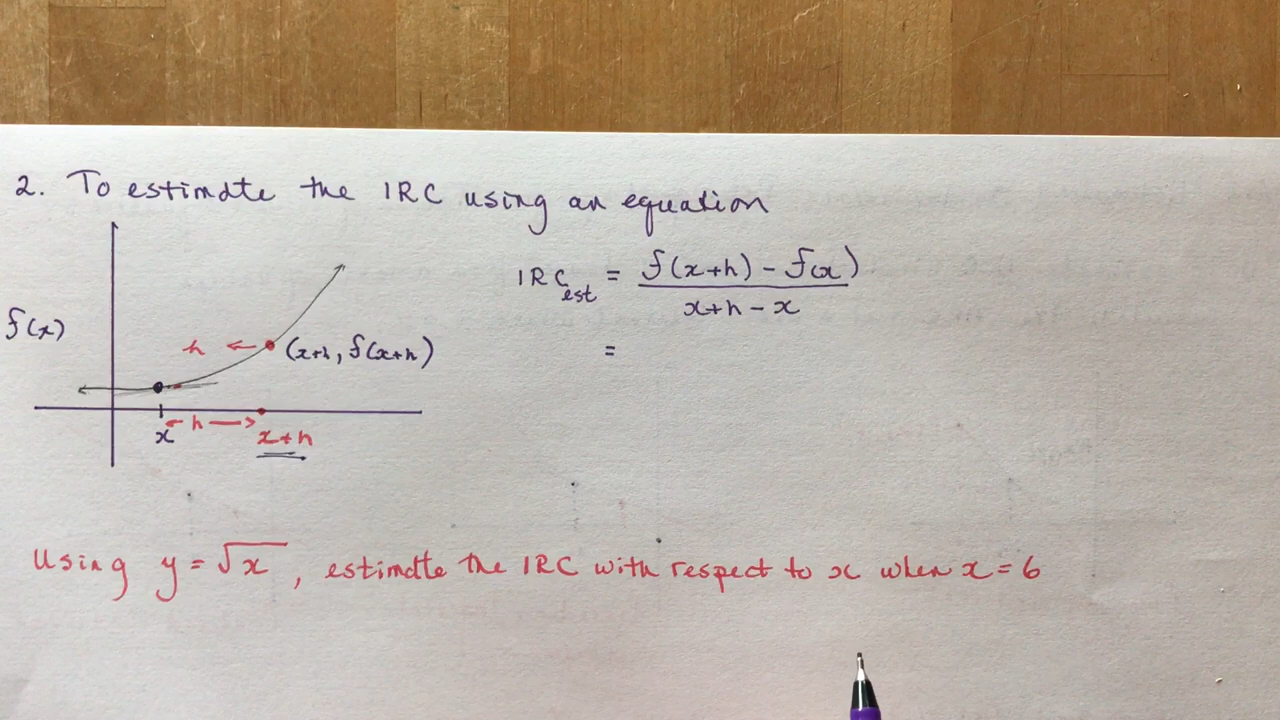 2. To estimate the IRC using an equation
IRC est = f(x+h) - f(x)
x+h - x
=
f(x)
h ← (x+h, f(x+h))
x ← h → x+h
Using y = √x, estimate the IRC with respect to x when x = 6